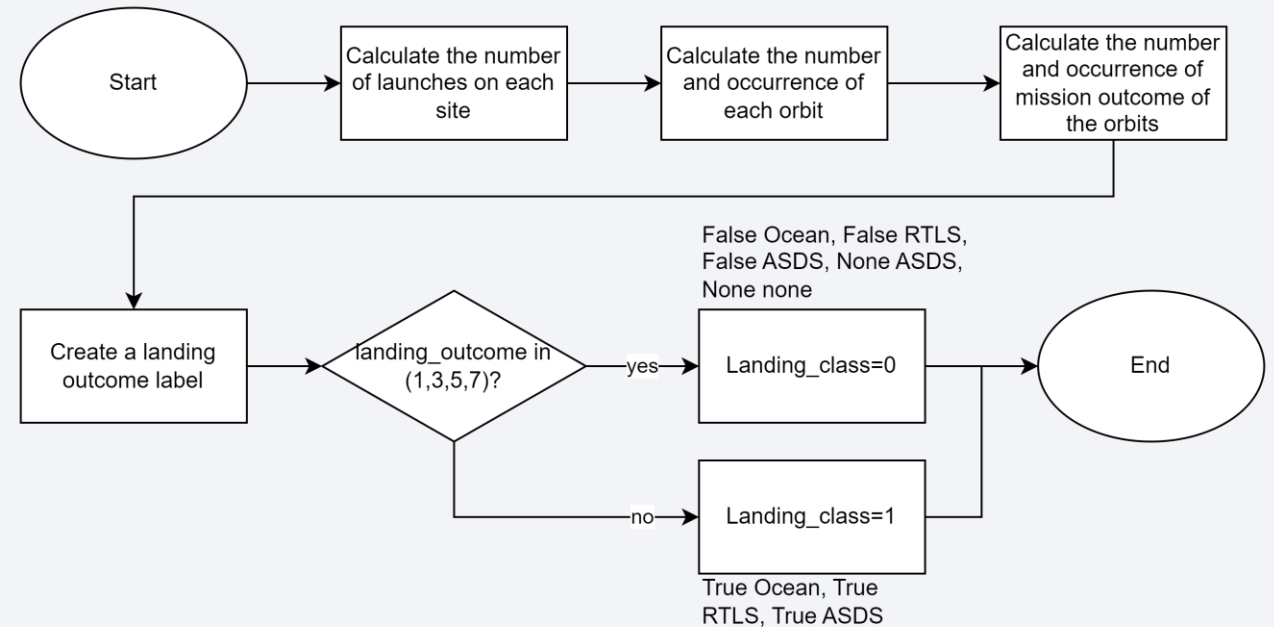 Start
Calculate the number
of launches on each
site
Calculate the number
and occurrence of
each orbit
Calculate the number
and occurrence of
mission outcome of
the orbits
Create a landing
outcome label
landing_outcome in
(1,3,5,7)?
yes
False Ocean, False RTLS,
False ASDS, None ASDS,
None none
Landing_class=0
End
no
Landing_class=1
True Ocean, True
RTLS, True ASDS